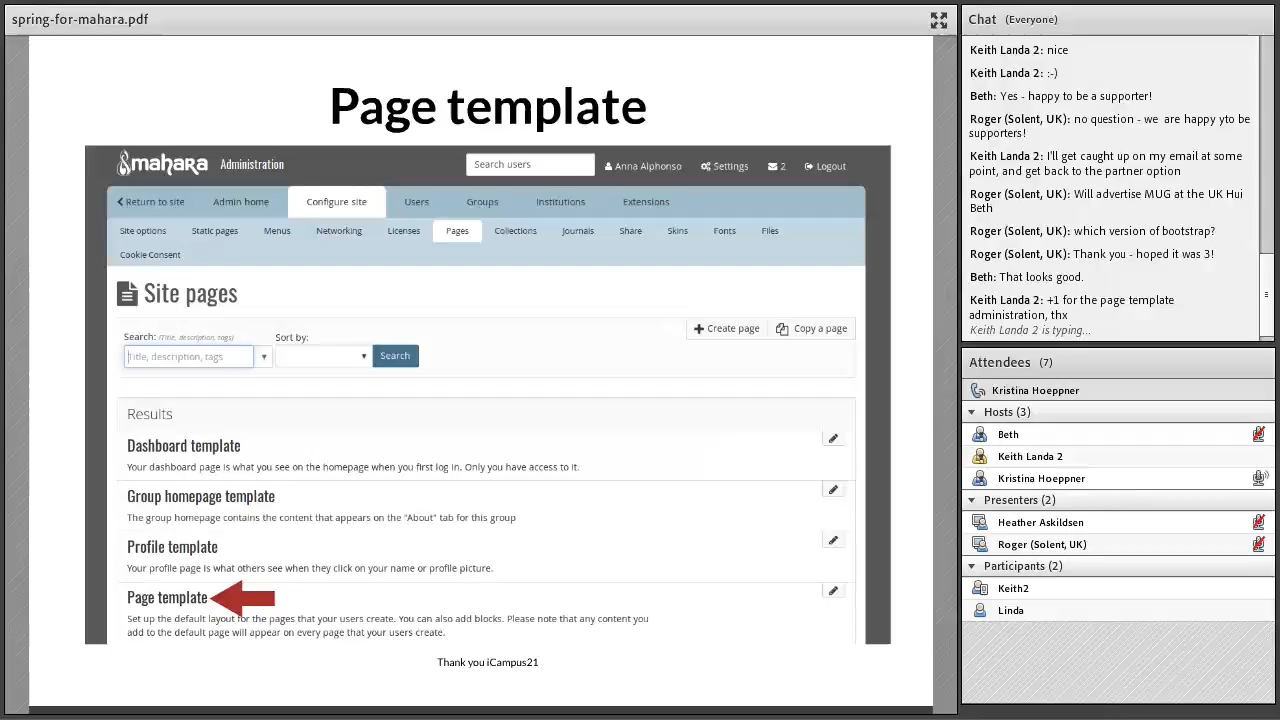 spring-for-mahara.pdf
Page template
mahara Administration
Search users
Anna Alphonso
Settings
2
Logout
Return to site
Admin home
Configure site
Users
Groups
Institutions
Extensions
Site options
Static pages
Menus
Networking
Licenses
Pages
Collections
Journals
Share
Skins
Fonts
Files
Cookie Consent
Site pages
Create page
Copy a page
Search: (Title, description, tags)
Sort by:
Title, description, tags
Search
Results
Dashboard template
Your dashboard page is what you see on the homepage when you first log in. Only you have access to it.
Group homepage template
The group homepage contains the content that appears on the "About" tab for this group
Profile template
Your profile page is what others see when they click on your name or profile picture.
Page template
Set up the default layout for the pages that your users create. You can also add blocks. Please note that any content you
add to the default page will appear on every page that your users create.
Thank you iCampus21
Chat (Everyone)
Keith Landa 2: nice
Keith Landa 2: :-)
Beth: Yes - happy to be a supporter!
Roger (Solent, UK): no question - we are happy yto be
supporters!
Keith Landa 2: I'll get caught up on my email at some
point, and get back to the partner option
Roger (Solent, UK): Will advertise MUG at the UK Hui
Beth
Roger (Solent, UK): which version of bootstrap?
Roger (Solent, UK): Thank you - hoped it was 3!
Beth: That looks good.
Keith Landa 2: +1 for the page template
administration, thx
Keith Landa 2 is typing...
Attendees (7)
Kristina Hoeppner
Hosts (3)
Beth
Keith Landa 2
Kristina Hoeppner
Presenters (2)
Heather Askildsen
Roger (Solent, UK)
Participants (2)
Keith2
Linda